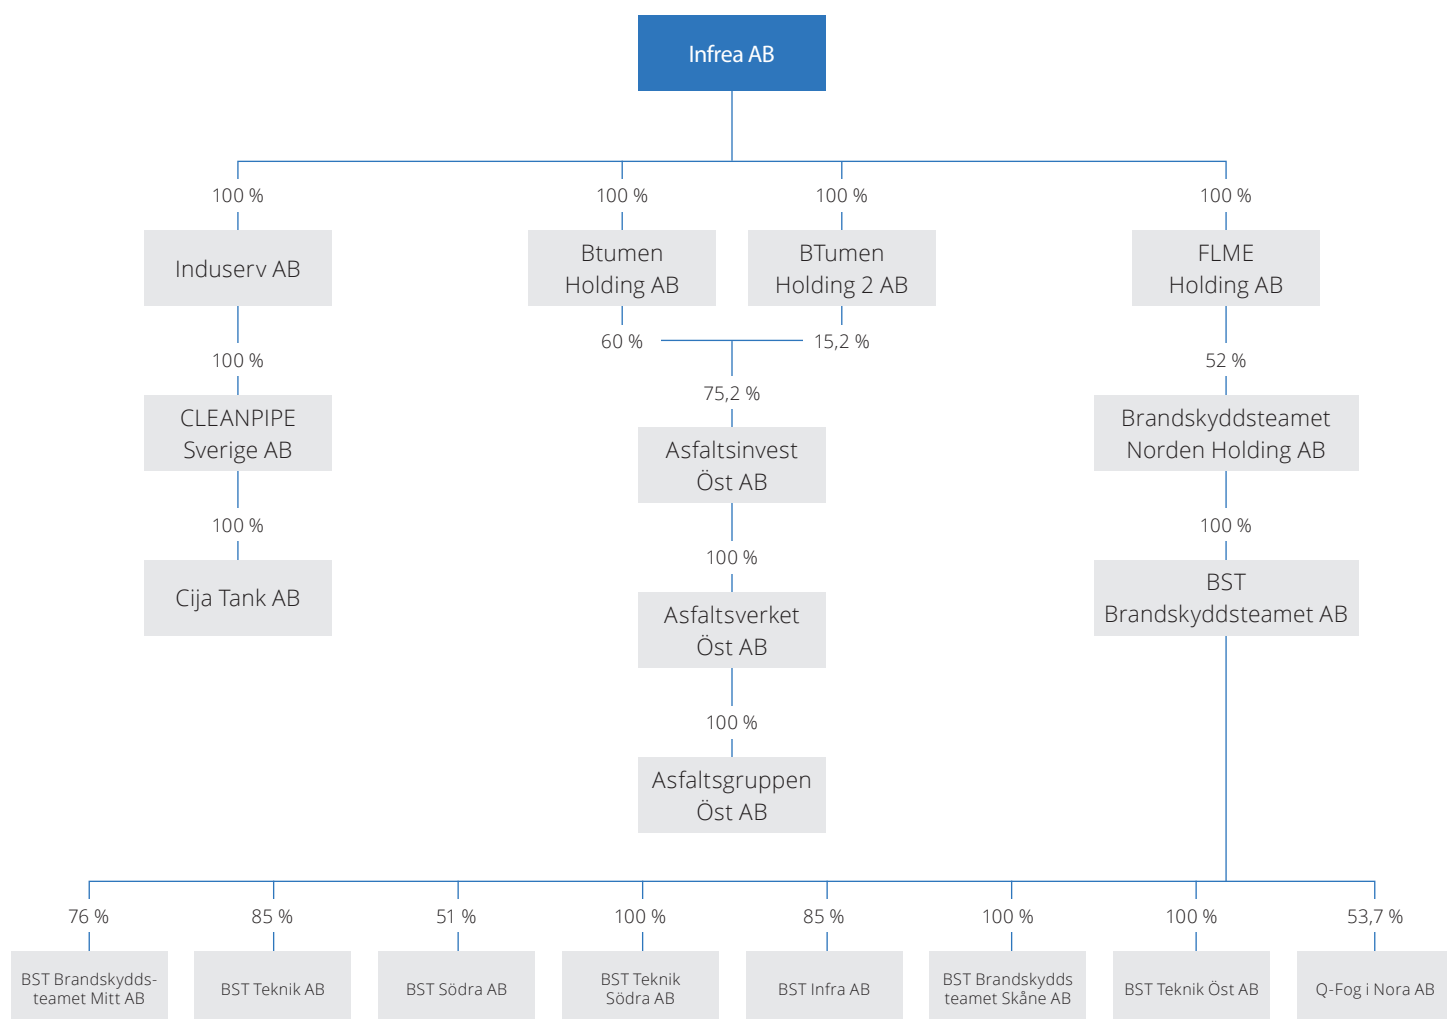 Infrea AB
100 %
100 %
100 %
100 %
Induserv AB
Btumen
Holding AB
BTumen
Holding 2 AB
FLME
Holding AB
60 %
15,2 %
100 %
52 %
75,2 %
CLEANPIPE
Sverige AB
Asfaltsinvest
Öst AB
Brandskyddsteamet
Norden Holding AB
100 %
100 %
100 %
Cija Tank AB
Asfaltsverket
Öst AB
BST
Brandskyddsteamet AB
100 %
Asfaltsgruppen
Öst AB
76 %
85 %
51 %
100 %
85 %
100 %
100 %
53,7 %
BST Brandskydds-
teamet Mitt AB
BST Teknik AB
BST Södra AB
BST Teknik
Södra AB
BST Infra AB
BST Brandskydds
teamet Skåne AB
BST Teknik Öst AB
Q-Fog i Nora AB